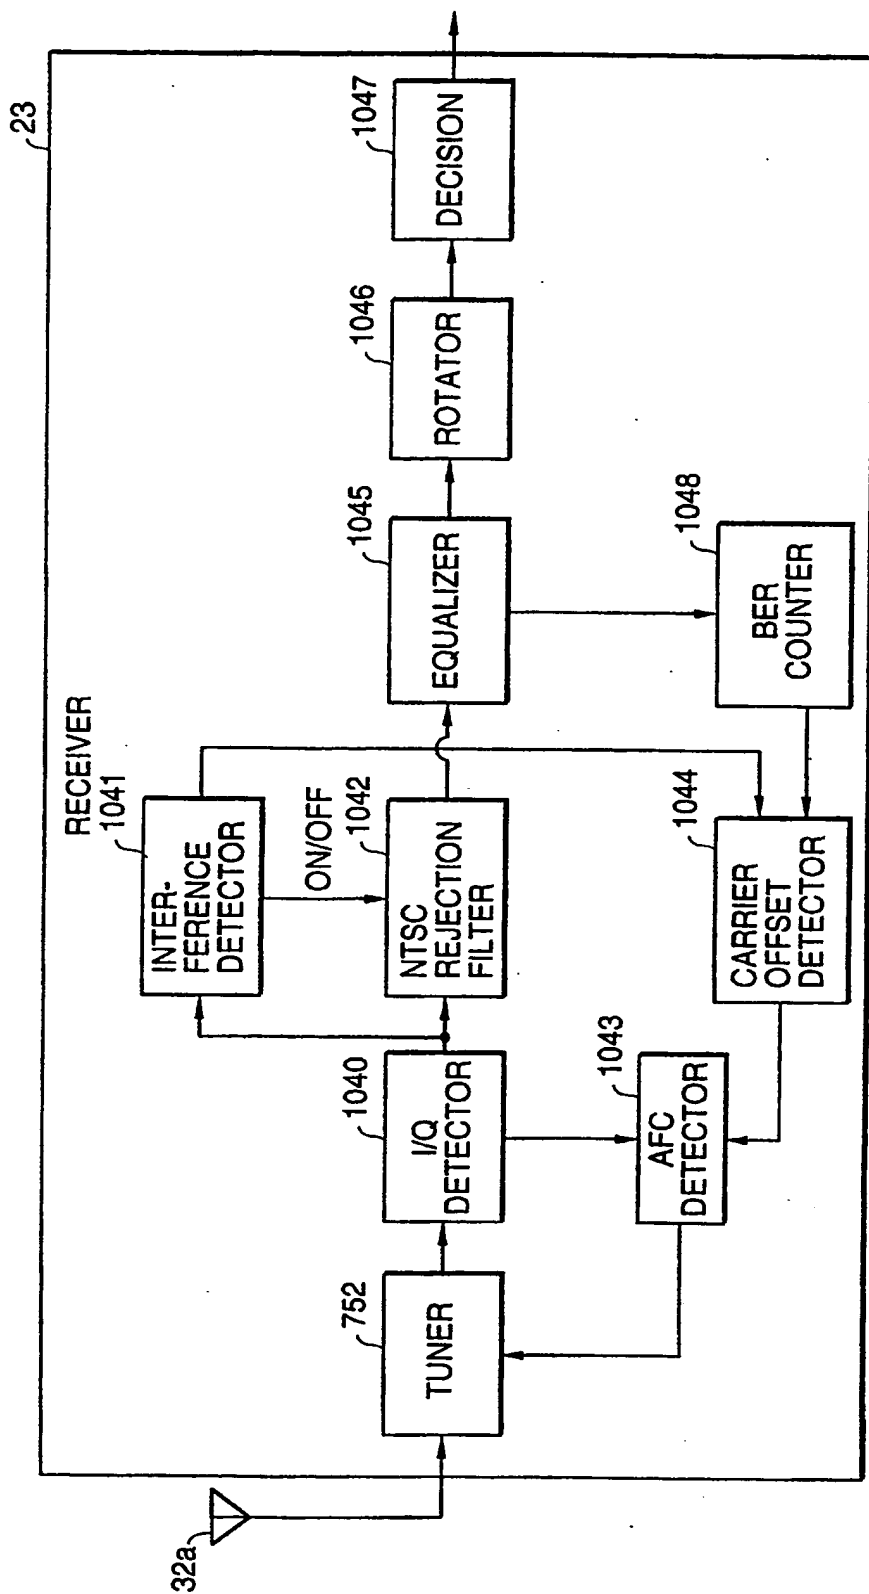 23
RECEIVER
32a
752
TUNER
1040
I/Q
DETECTOR
1041
INTER-
FERENCE
DETECTOR
ON/OFF
1042
NTSC
REJECTION
FILTER
1045
EQUALIZER
1046
ROTATOR
1047
DECISION
1043
AFC
DETECTOR
1044
CARRIER
OFFSET
DETECTOR
1048
BER
COUNTER